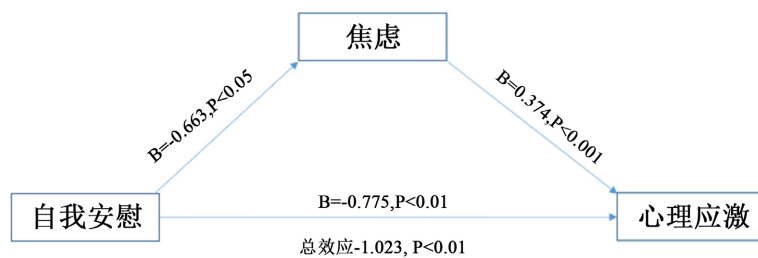 焦虑
B=-0.663,P<0.05
B=0.374,P<0.001
自我安慰
B=-0.775,P<0.01
心理应激
总效应-1.023, P<0.01